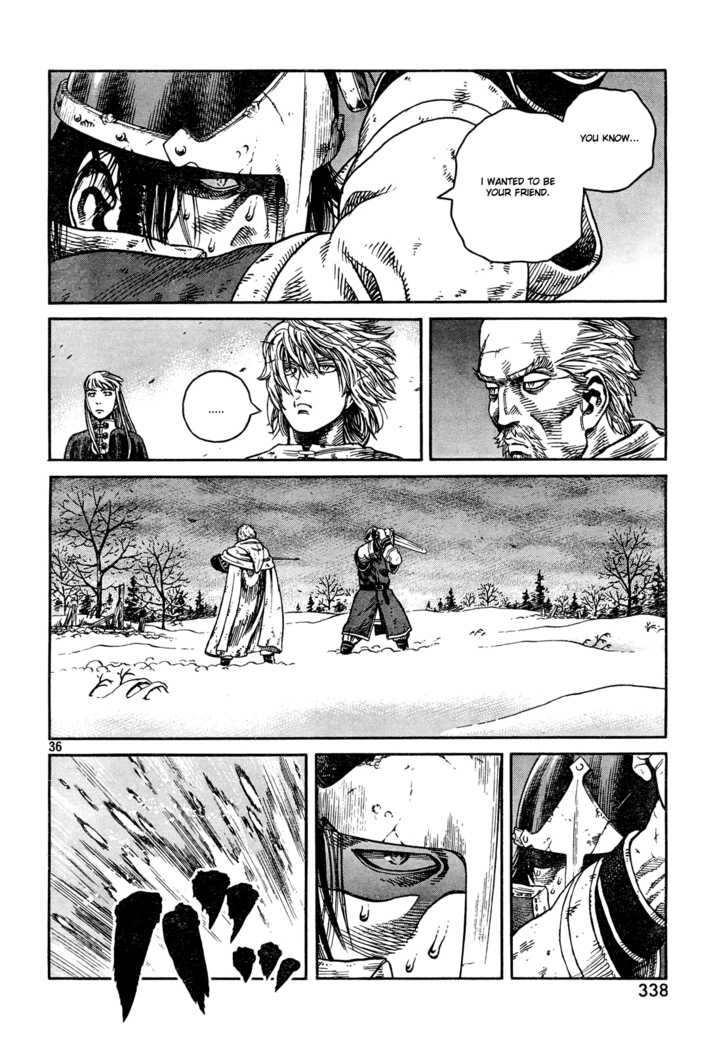 YOU KNOW...
I WANTED TO BE
YOUR FRIEND.
.....
36
338